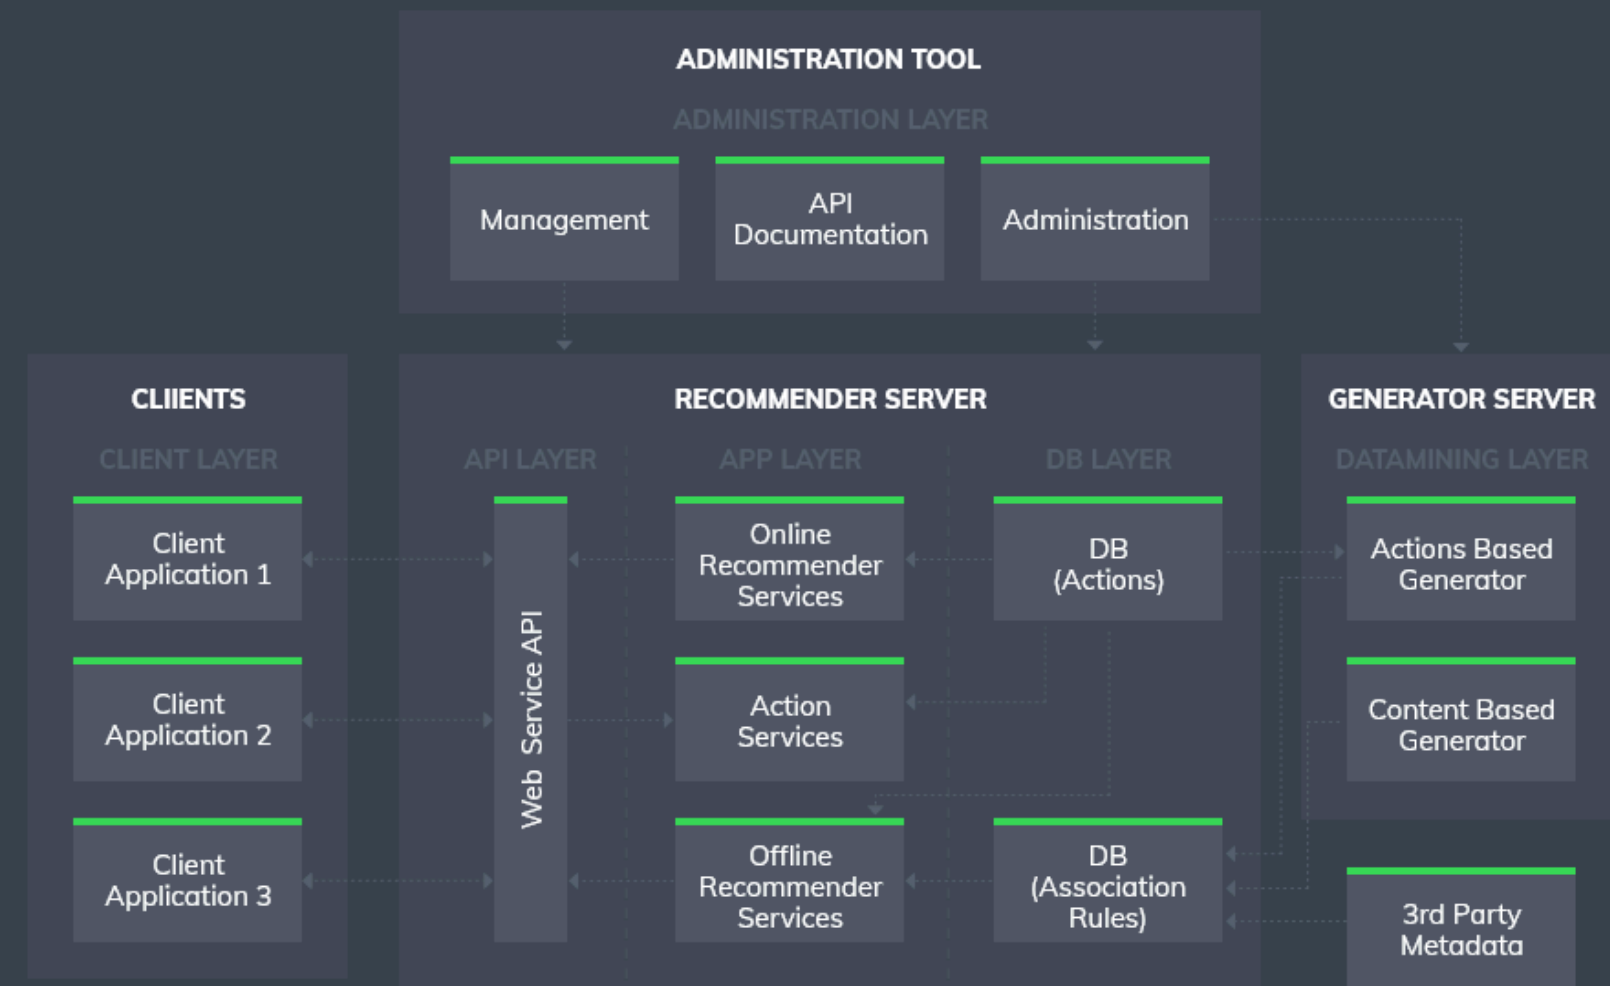 ADMINISTRATION TOOL
ADMINISTRATION LAYER
Management
API
Documentation
Administration
CLIIENTS
CLIENT LAYER
Client
Application 1
Client
Application 2
Client
Application 3
RECOMMENDER SERVER
API LAYER
Web Service API
APP LAYER
Online
Recommender
Services
Action
Services
Offline
Recommender
Services
DB LAYER
DB
(Actions)
DB
(Association
Rules)
GENERATOR SERVER
DATAMINING LAYER
Actions Based
Generator
Content Based
Generator
3rd Party
Metadata